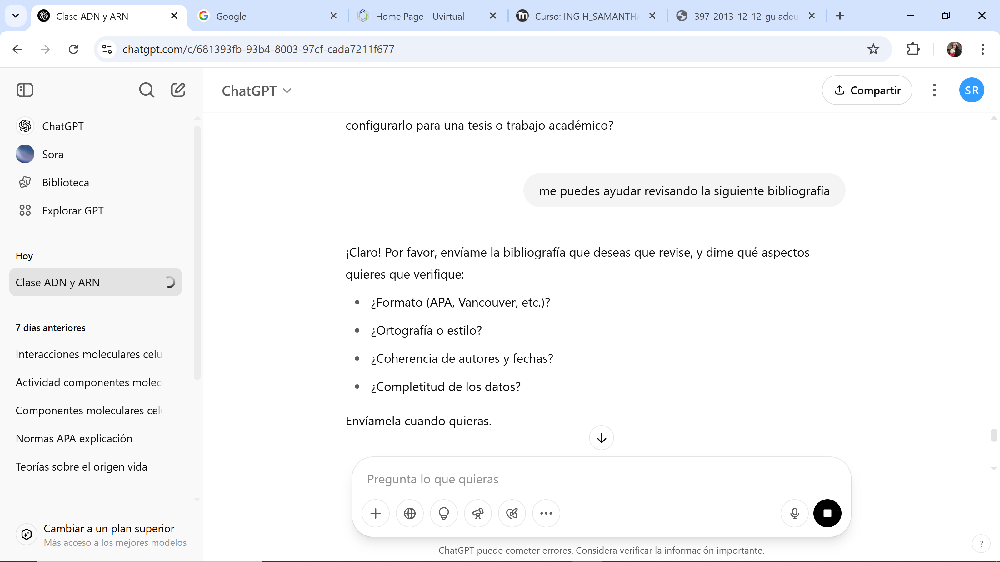 Clase ADN y ARN
Google
Home Page - Uvirtual
Curso: ING H_SAMANTHA
397-2013-12-12-guiadeu
chatgpt.com/c/681393fb-93b4-8003-97cf-cada7211f677
ChatGPT
Compartir
SR
ChatGPT
Sora
Biblioteca
Explorar GPT
Hoy
Clase ADN y ARN
7 días anteriores
Interacciones moleculares celu
Actividad componentes molec
Componentes moleculares celu
Normas APA explicación
Teorías sobre el origen vida
Cambiar a un plan superior
Más acceso a los mejores modelos
configurarlo para una tesis o trabajo académico?
me puedes ayudar revisando la siguiente bibliografía
¡Claro! Por favor, envíame la bibliografía que deseas que revise, y dime qué aspectos
quieres que verifique:
¿Formato (APA, Vancouver, etc.)?
¿Ortografía o estilo?
¿Coherencia de autores y fechas?
¿Completitud de los datos?
Envíamela cuando quieras.
Pregunta lo que quieras
ChatGPT puede cometer errores. Considera verificar la información importante.
?